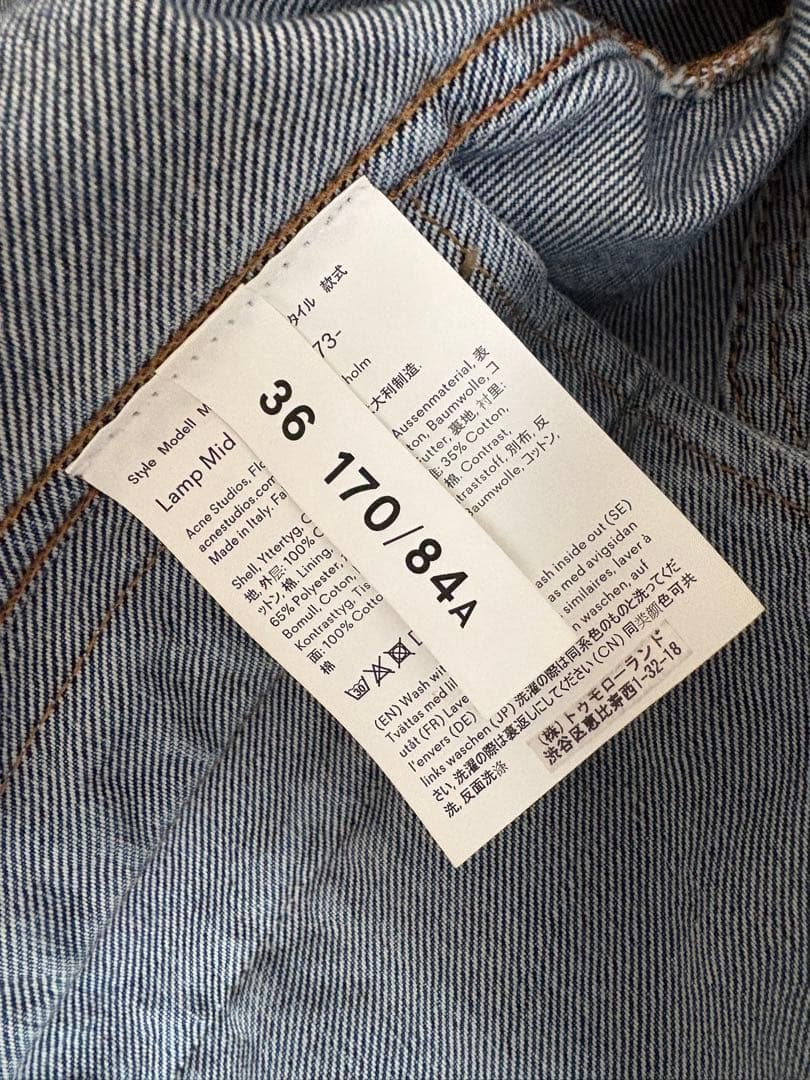 36 170/84A
Style Modell M
タイル 款式
Lamp Mid
73-
Acne Studios, Flo
holm
acnestudios.com
Made in Italy. Fa
大利制造.
Shell, Yttertyg, C
Aussenmaterial, 表
地, 外层: 100% C
ton, Baumwolle, コ
ットン, 棉. Lining,
utter, 裏地, 衬里:
65% Polyester,
35% Cotton,
Bomull, Coton,
棉. Contrast,
Kontrasttyg, Tis
traststoff, 別布, 反
面: 100% Cotto
Baumwolle, コットン,
棉
30
(EN) Wash wit
ash inside out (SE)
Tvättas med lik
as med avigsidan
utåt (FR) Lave
similaires, laver à
l'envers (DE)
n waschen, auf
links waschen (JP) 洗濯の際は同系色のものと洗ってくだ
さい, 洗濯の際は裏返しにしてください (CN) 同类颜色可共
洗, 反面洗涤
(株)トゥモローランド
渋谷区恵比寿西1-32-18